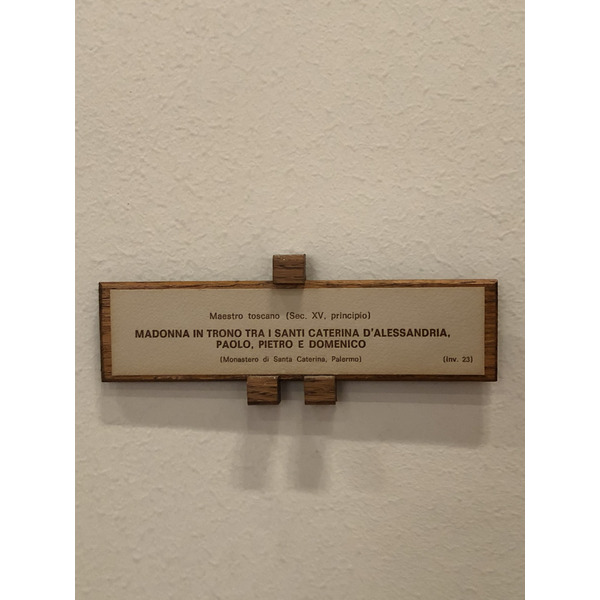 Maestro toscano (Sec. XV, principio)
MADONNA IN TRONO TRA I SANTI CATERINA D'ALESSANDRIA,
PAOLO, PIETRO E DOMENICO
(Monastero di Santa Caterina, Palermo) (Inv. 23)